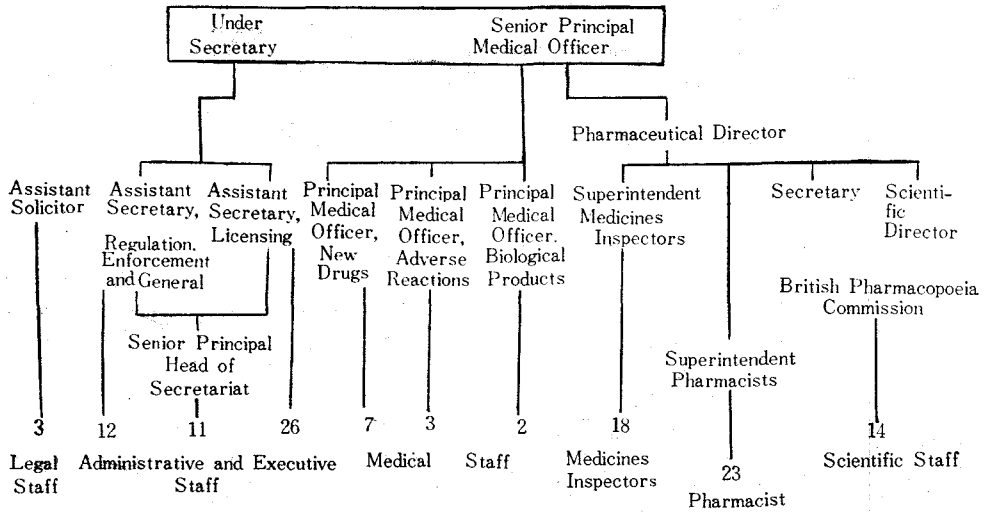 Under
Secretary
Senior Principal
Medical Officer
Pharmaceutical Director
Assistant
Solicitor
Assistant
Secretary,
Regulation.
Enforcement
and General
Assistant
Secretary,
Licensing
Principal
Medical
Officer,
New
Drugs
Principal
Medical
Officer,
Adverse
Reactions
Principal
Medical
Officer.
Biological
Products
Superintendent
Medicines
Inspectors
Secretary
Scienti-
fic
Director
British Pharmacopoeia
Commission
Senior Principal
Head of
Secretariat
Superintendent
Pharmacists
3
12
11
26
7
3
2
18
23
14
Legal
Staff
Administrative and Executive
Staff
Medical Staff
Medicines
Inspectors
Pharmacist
Scientific Staff